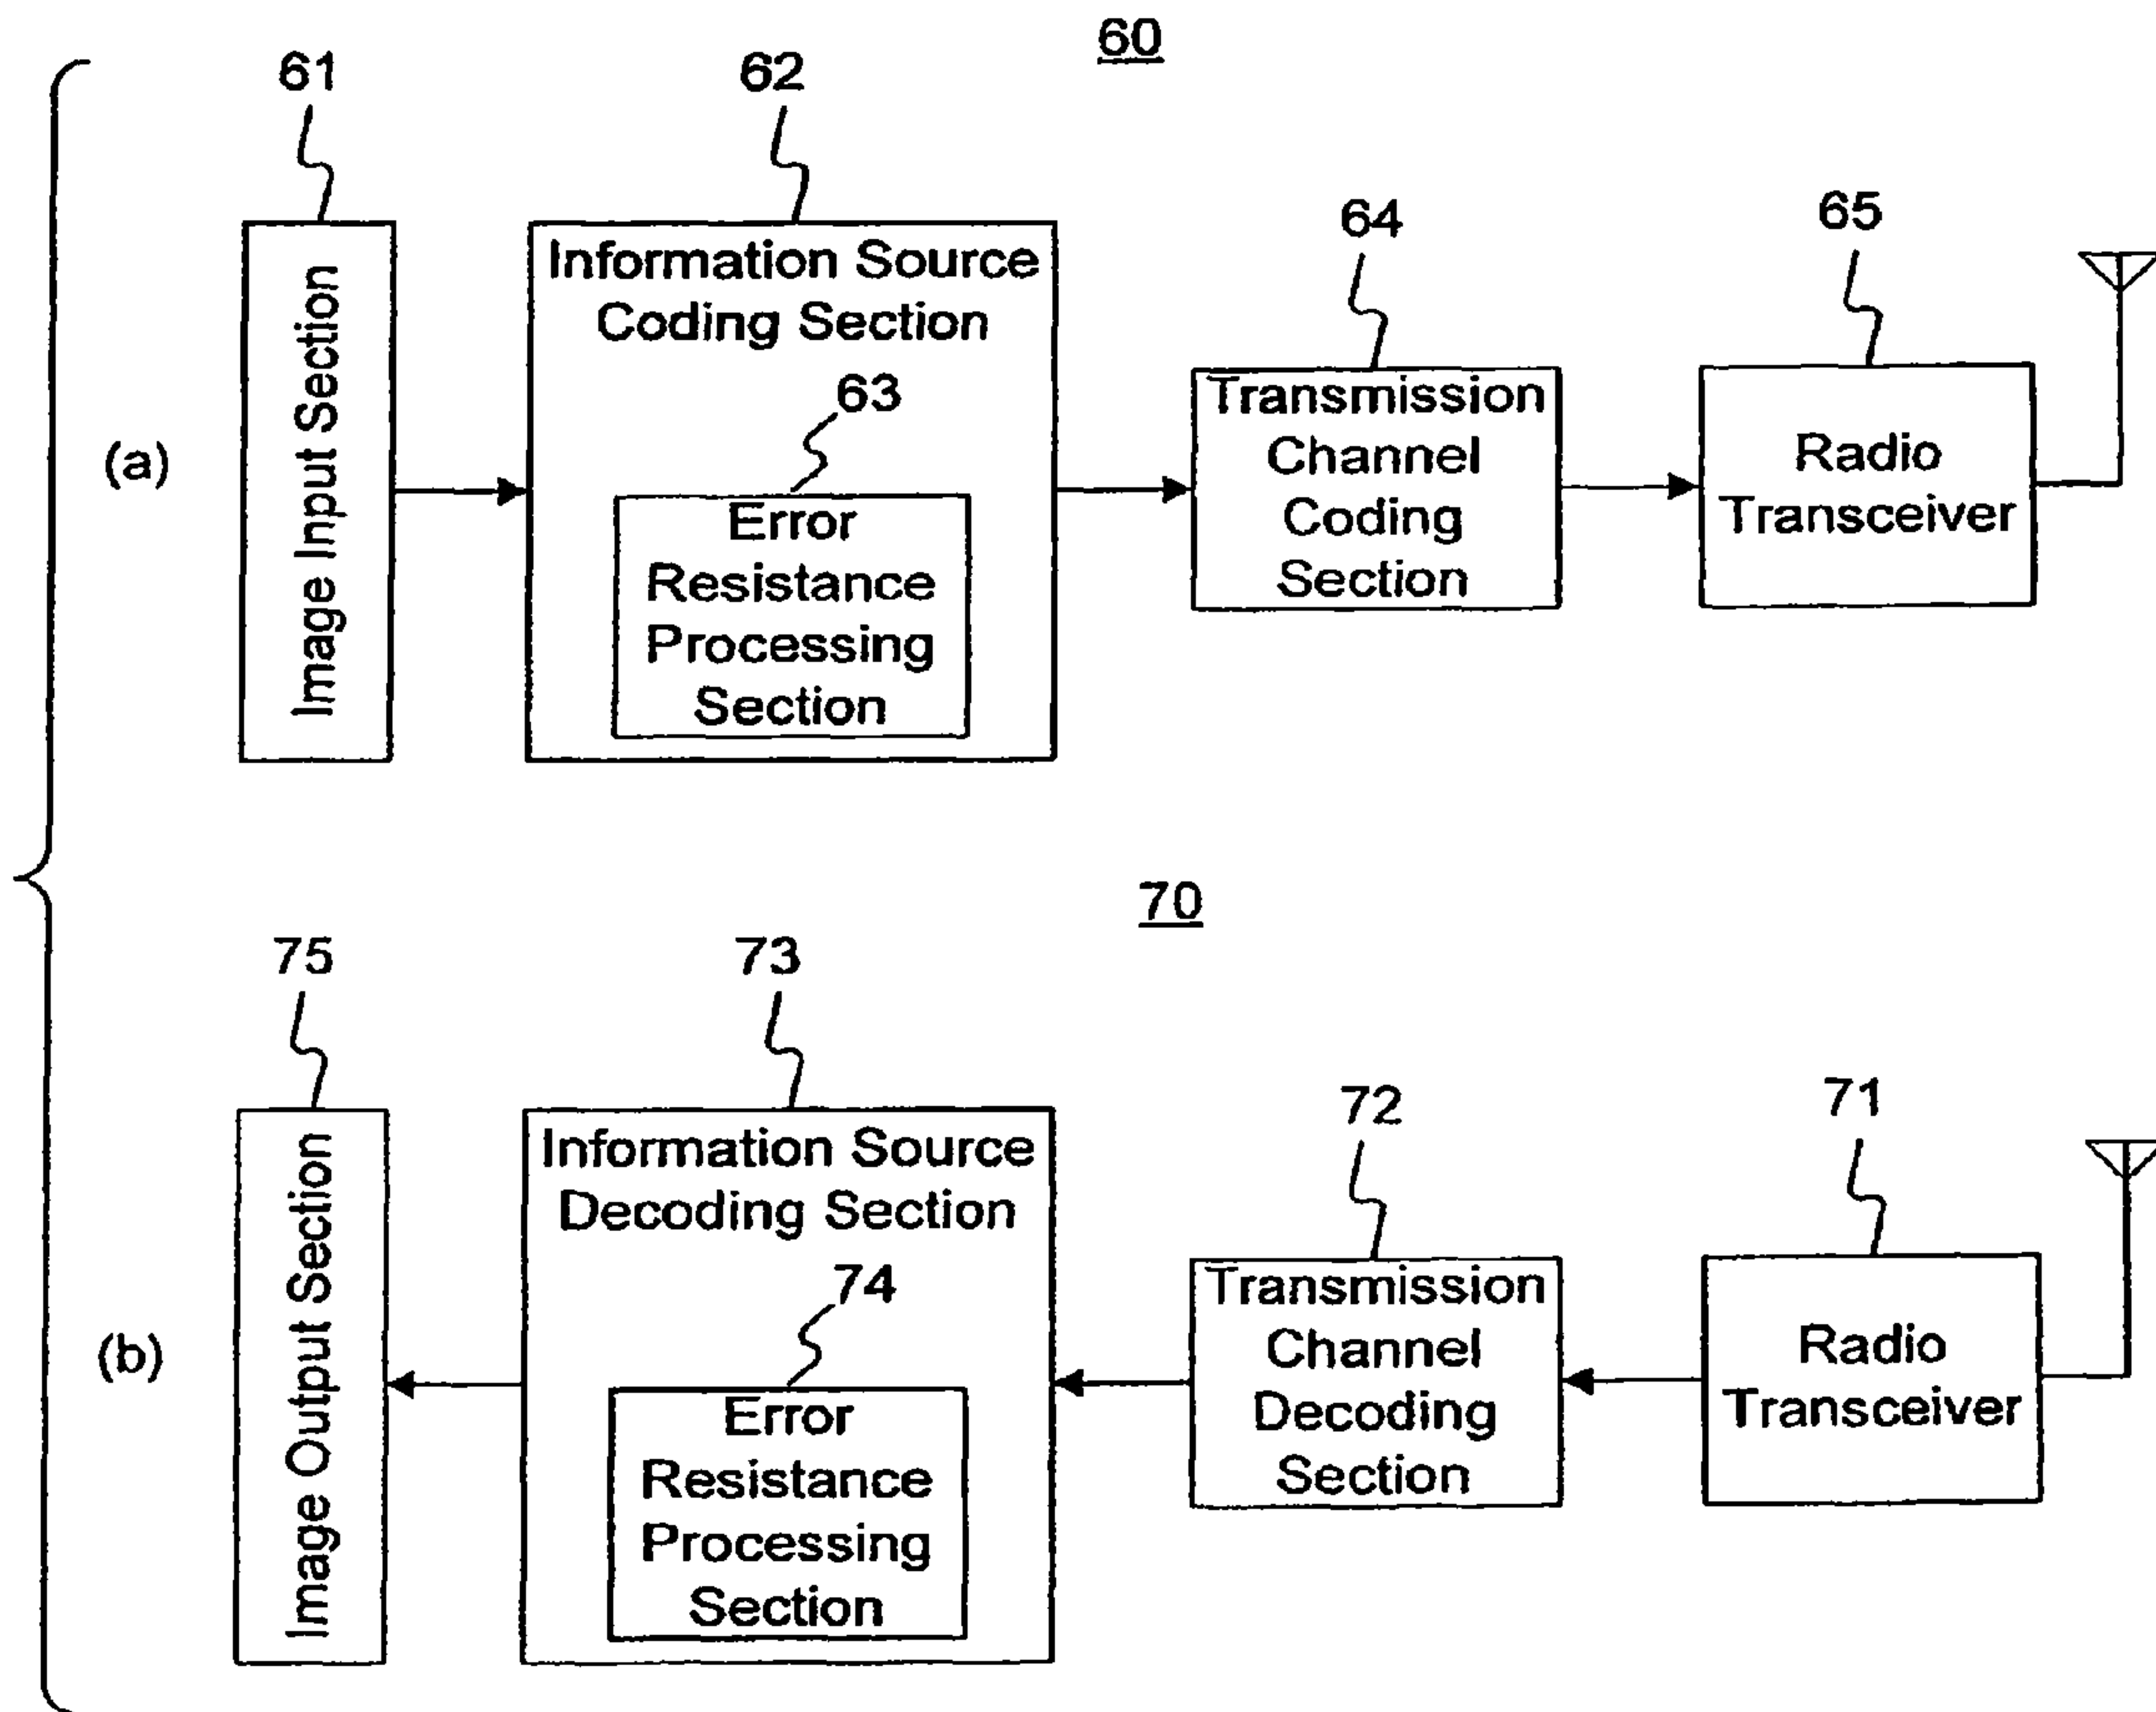 60
61
62
64
65
Image Input Section
Information Source
Coding Section
63
Error
Resistance
Processing
Section
Transmission
Channel
Coding
Section
Radio
Transceiver
(a)
70
75
73
72
71
Image Output Section
Information Source
Decoding Section
74
Error
Resistance
Processing
Section
Transmission
Channel
Decoding
Section
Radio
Transceiver
(b)